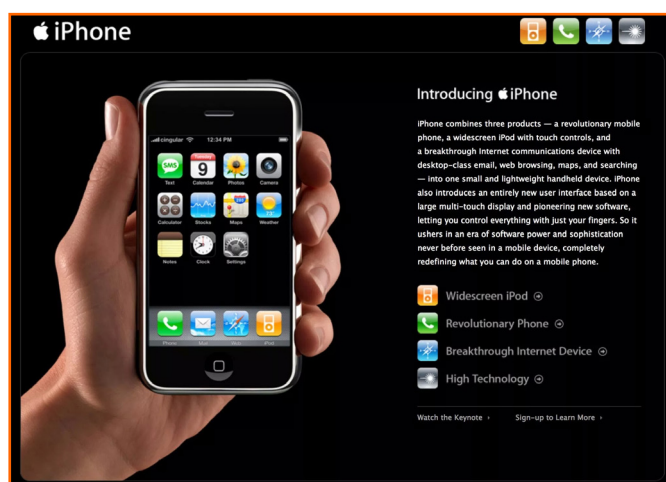 iPhone
cingular 12:34 PM
SMS
Tuesday
9
Text Calendar Photos Camera
Calculator Stocks Maps Weather
Notes Clock Settings
Phone Mail Web iPod
Introducing iPhone
iPhone combines three products — a revolutionary mobile
phone, a widescreen iPod with touch controls, and
a breakthrough Internet communications device with
desktop-class email, web browsing, maps, and searching
— into one small and lightweight handheld device. iPhone
also introduces an entirely new user interface based on a
large multi-touch display and pioneering new software,
letting you control everything with just your fingers. So it
ushers in an era of software power and sophistication
never before seen in a mobile device, completely
redefining what you can do on a mobile phone.
Widescreen iPod
Revolutionary Phone
Breakthrough Internet Device
High Technology
Watch the Keynote Sign-up to Learn More